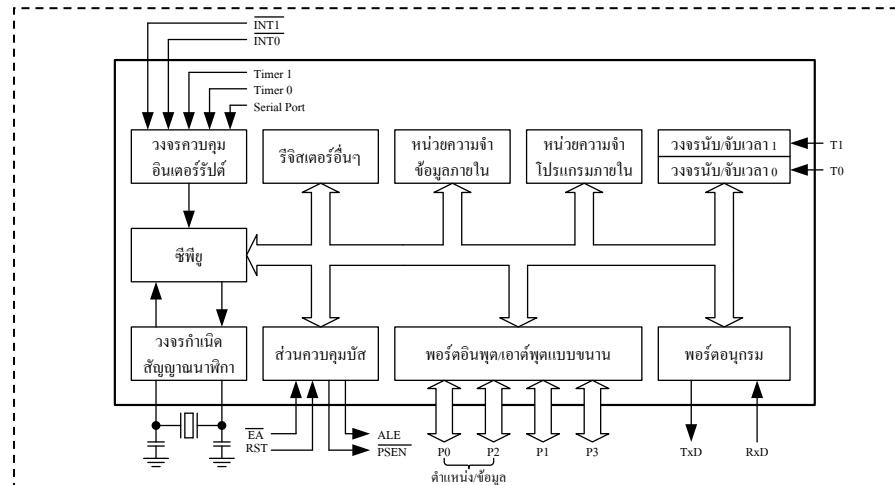 INT1
INT0
Timer 1
Timer 0
Serial Port
วงจรควบคุม
อินเตอร์รัปต์
รีจิสเตอร์อื่นๆ
หน่วยความจำ
ข้อมูลภายใน
หน่วยความจำ
โปรแกรมภายใน
วงจรนับ/จับเวลา 1
วงจรนับ/จับเวลา 0
T1
T0
ซีพียู
วงจรกำเนิด
สัญญาณนาฬิกา
ส่วนควบคุมบัส
พอร์ตอินพุต/เอาต์พุตแบบขนาน
พอร์ตอนุกรม
EA
RST
ALE
PSEN
P0
P2
P1
P3
TxD
RxD
ตำแหน่ง/ข้อมูล